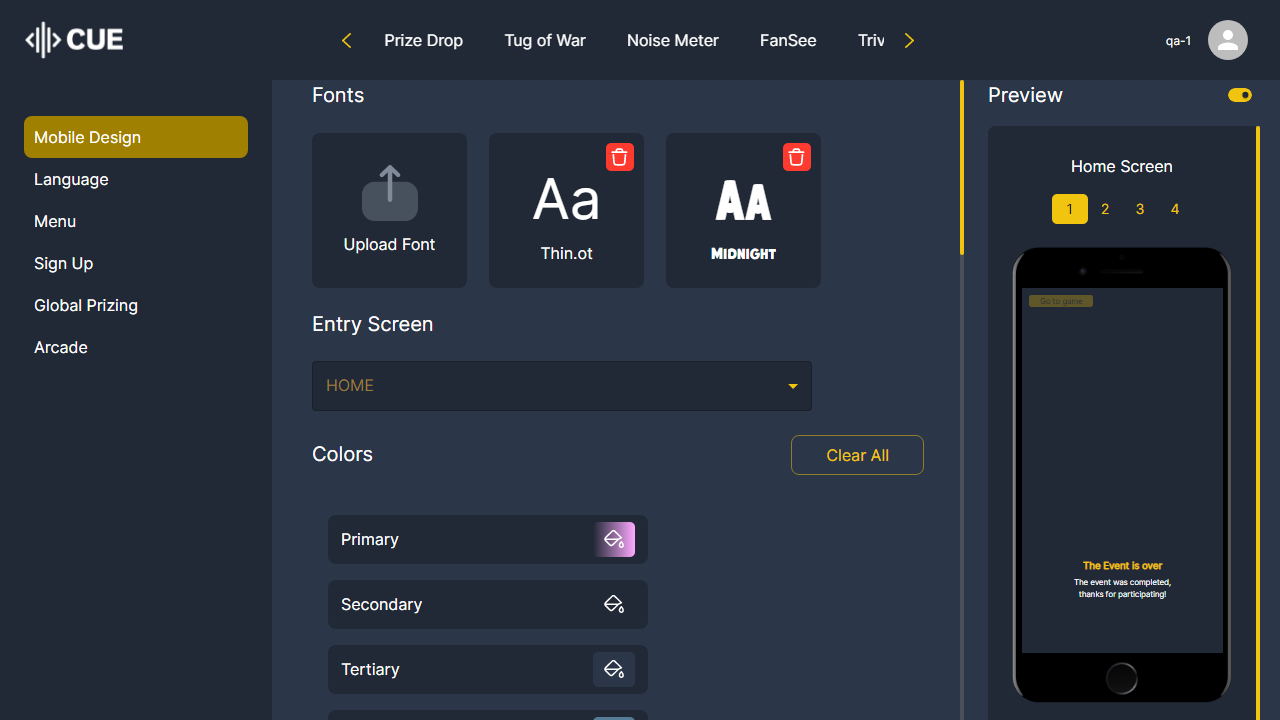 CUE
Prize Drop
Tug of War
Noise Meter
FanSee
Triv
qa-1
Mobile Design
Language
Menu
Sign Up
Global Prizing
Arcade
Fonts
Upload Font
Aa
Thin.ot
AA
MIDNIGHT
Entry Screen
HOME
Colors
Clear All
Primary
Secondary
Tertiary
Preview
Home Screen
1 2 3 4
Go to game
The Event is over
The event was completed,
thanks for participating!